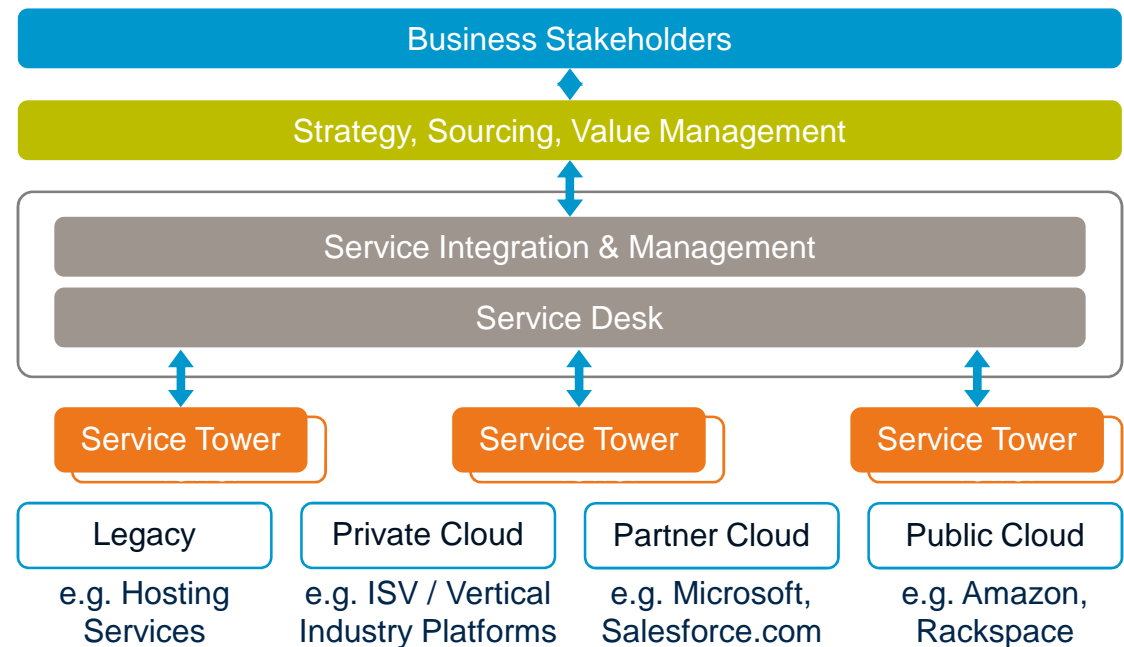 Business Stakeholders
Strategy, Sourcing, Value Management
Service Integration & Management
Service Desk
Service Tower
Service Tower
Service Tower
Legacy
Private Cloud
Partner Cloud
Public Cloud
e.g. Hosting
Services
e.g. ISV / Vertical
Industry Platforms
e.g. Microsoft,
Salesforce.com
e.g. Amazon,
Rackspace